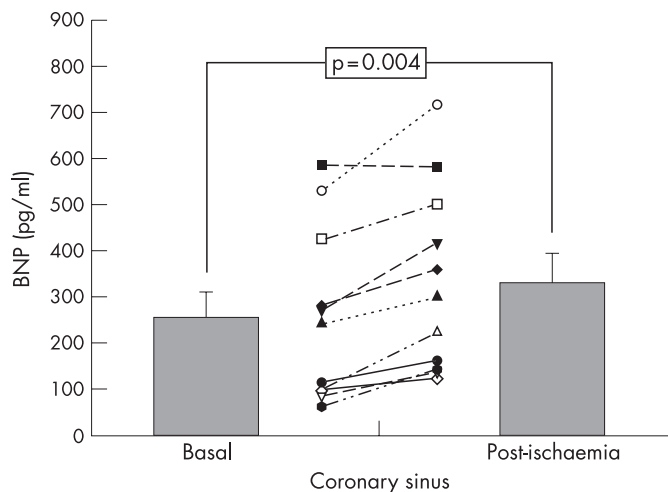 900
800
700
600
500
400
300
200
100
0
BNP (pg/ml)
p=0.004
Basal
Post-ischaemia
Coronary sinus